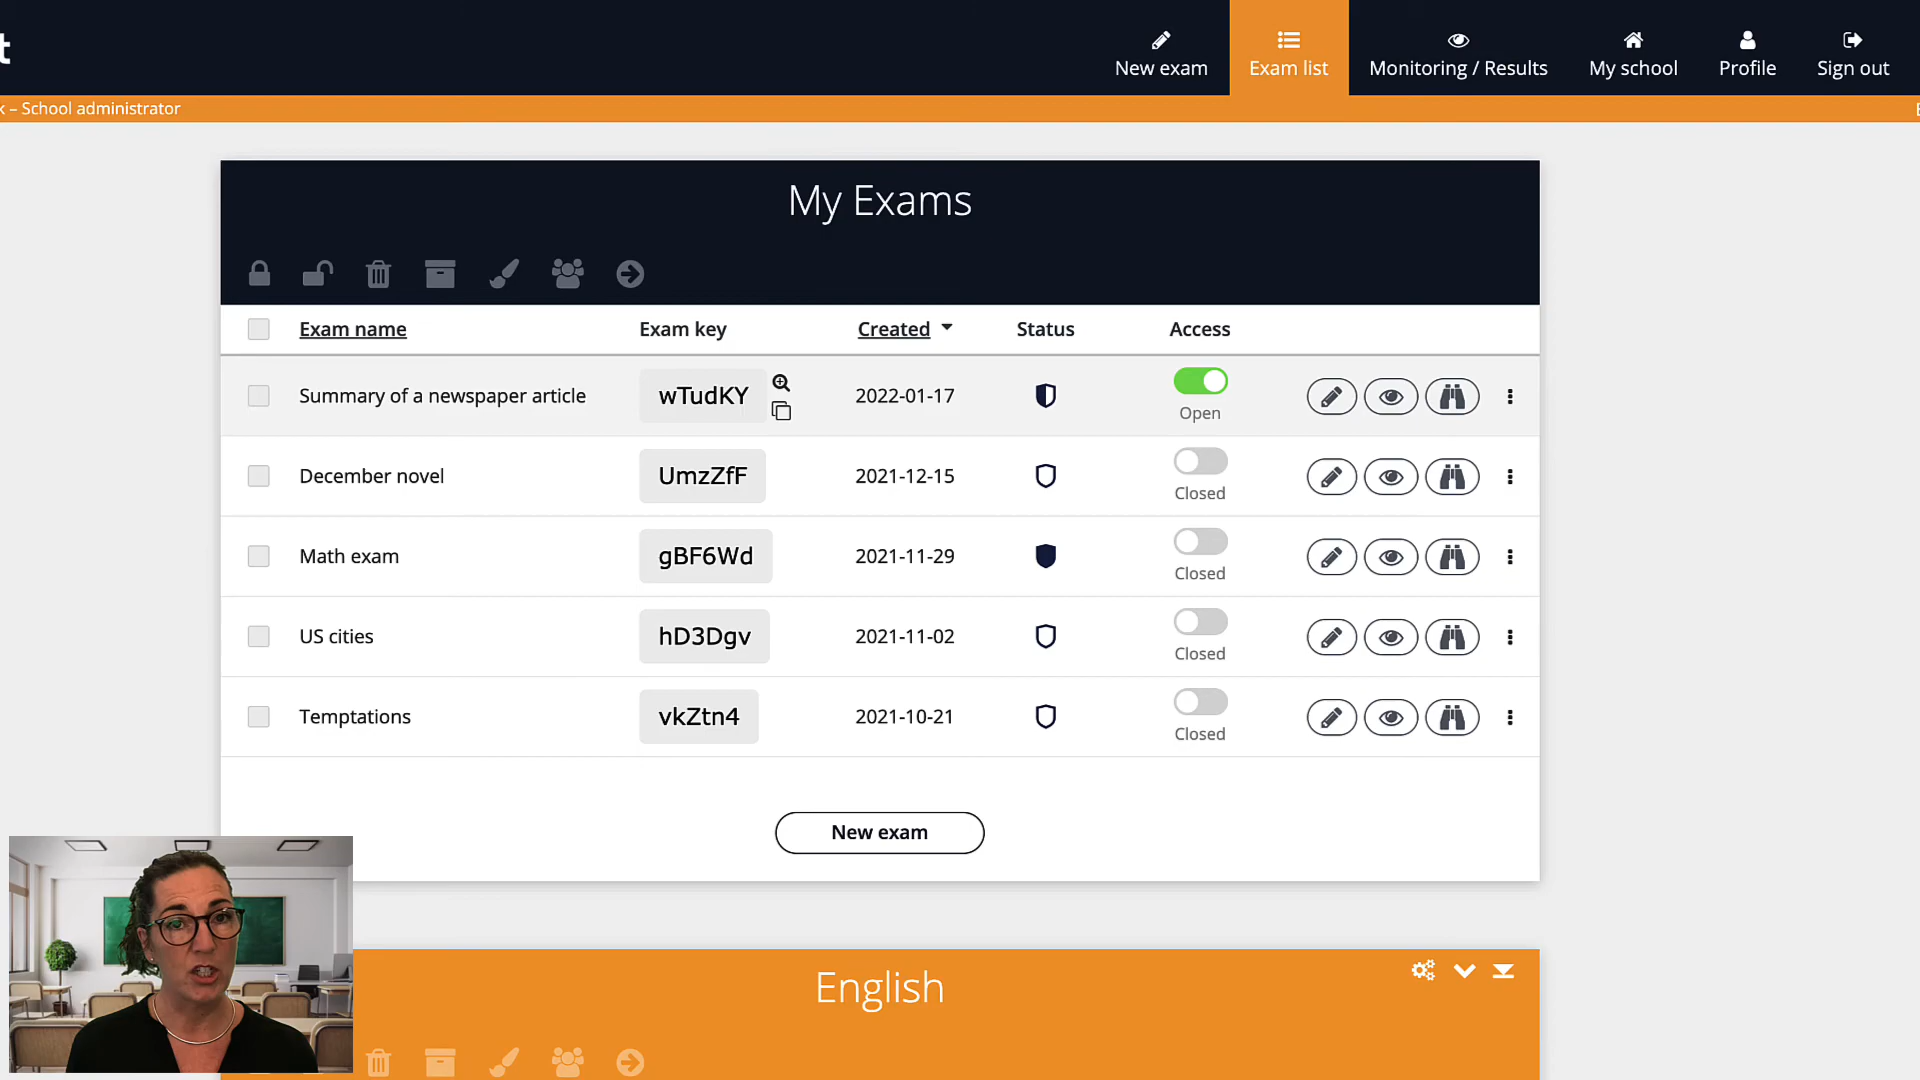 t
New exam
Exam list
Monitoring / Results
My school
Profile
Sign out
– School administrator
My Exams
Exam name Exam key Created Status Access
Summary of a newspaper article wTudKY 2022-01-17 Open
December novel UmzZfF 2021-12-15 Closed
Math exam gBF6Wd 2021-11-29 Closed
US cities hD3Dgv 2021-11-02 Closed
Temptations vkZtn4 2021-10-21 Closed
New exam
English